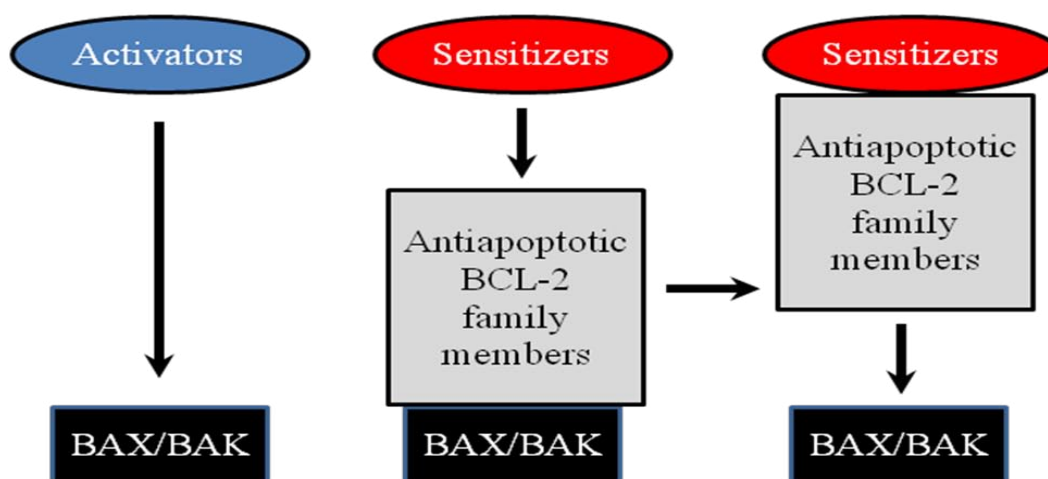 Activators
Sensitizers
Sensitizers
Antiapoptotic
BCL-2
family
members
Antiapoptotic
BCL-2
family
members
BAX/BAK
BAX/BAK
BAX/BAK